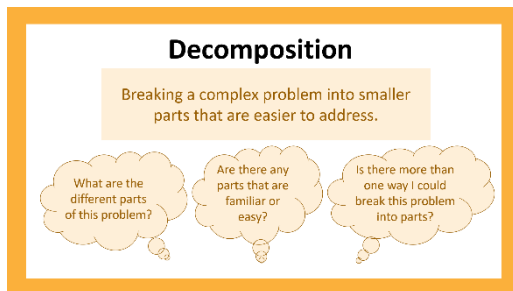 Decomposition
Breaking a complex problem into smaller
parts that are easier to address.
What are the
different parts
of this problem?
Are there any
parts that are
familiar or
easy?
Is there more than
one way I could
break this problem
into parts?